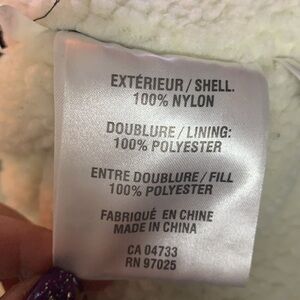 EXTÉRIEUR / SHELL.
100% NYLON
DOUBLURE / LINING:
100% POLYESTER
ENTRE DOUBLURE / FILL
100% POLYESTER
FABRIQUÉ EN CHINE
MADE IN CHINA
CA 04733
RN 97025